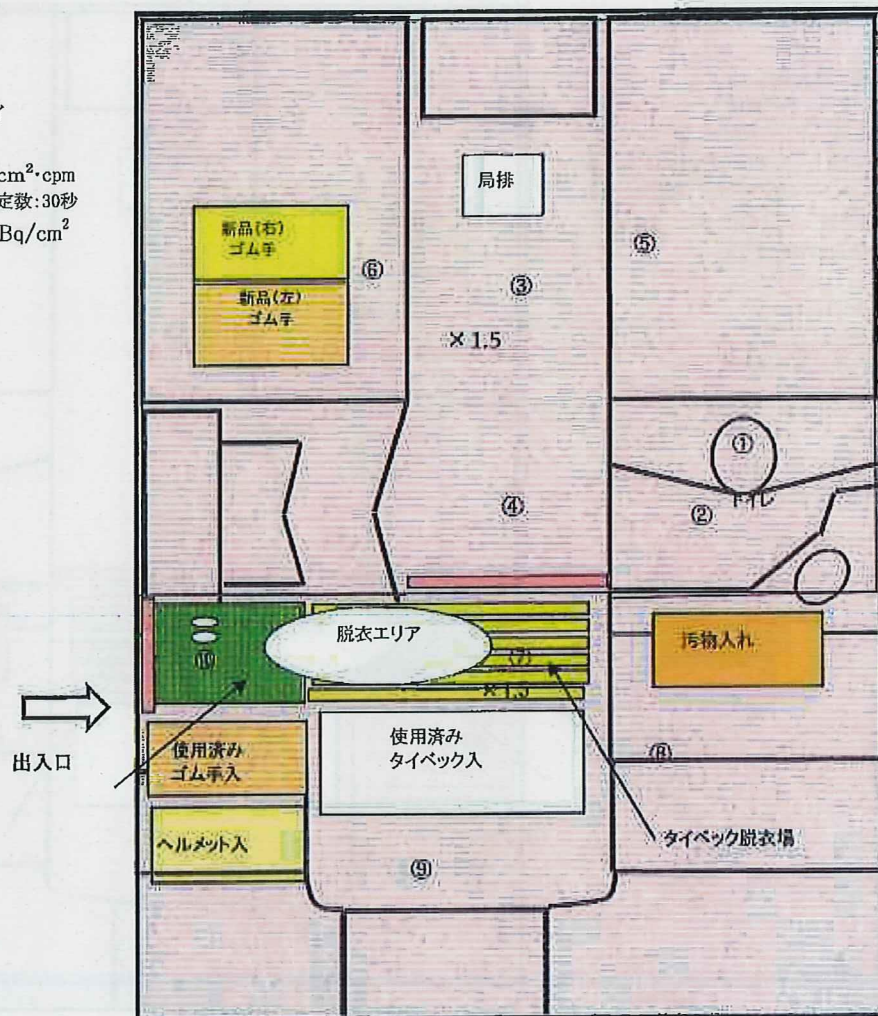 cm²・cpm
定数:30秒
Bq/cm²
局排
新品(右)
ゴム手
⑥
新品(左)
ゴム手
③
⑤
× 1.5
①
トイレ
④
②
脱衣エリア
⑦
× 1.5
⑩
汚物入れ
出入口
使用済み
ゴム手入
使用済み
タイベック入
⑧
ヘルメット入
タイベック脱衣場
⑨